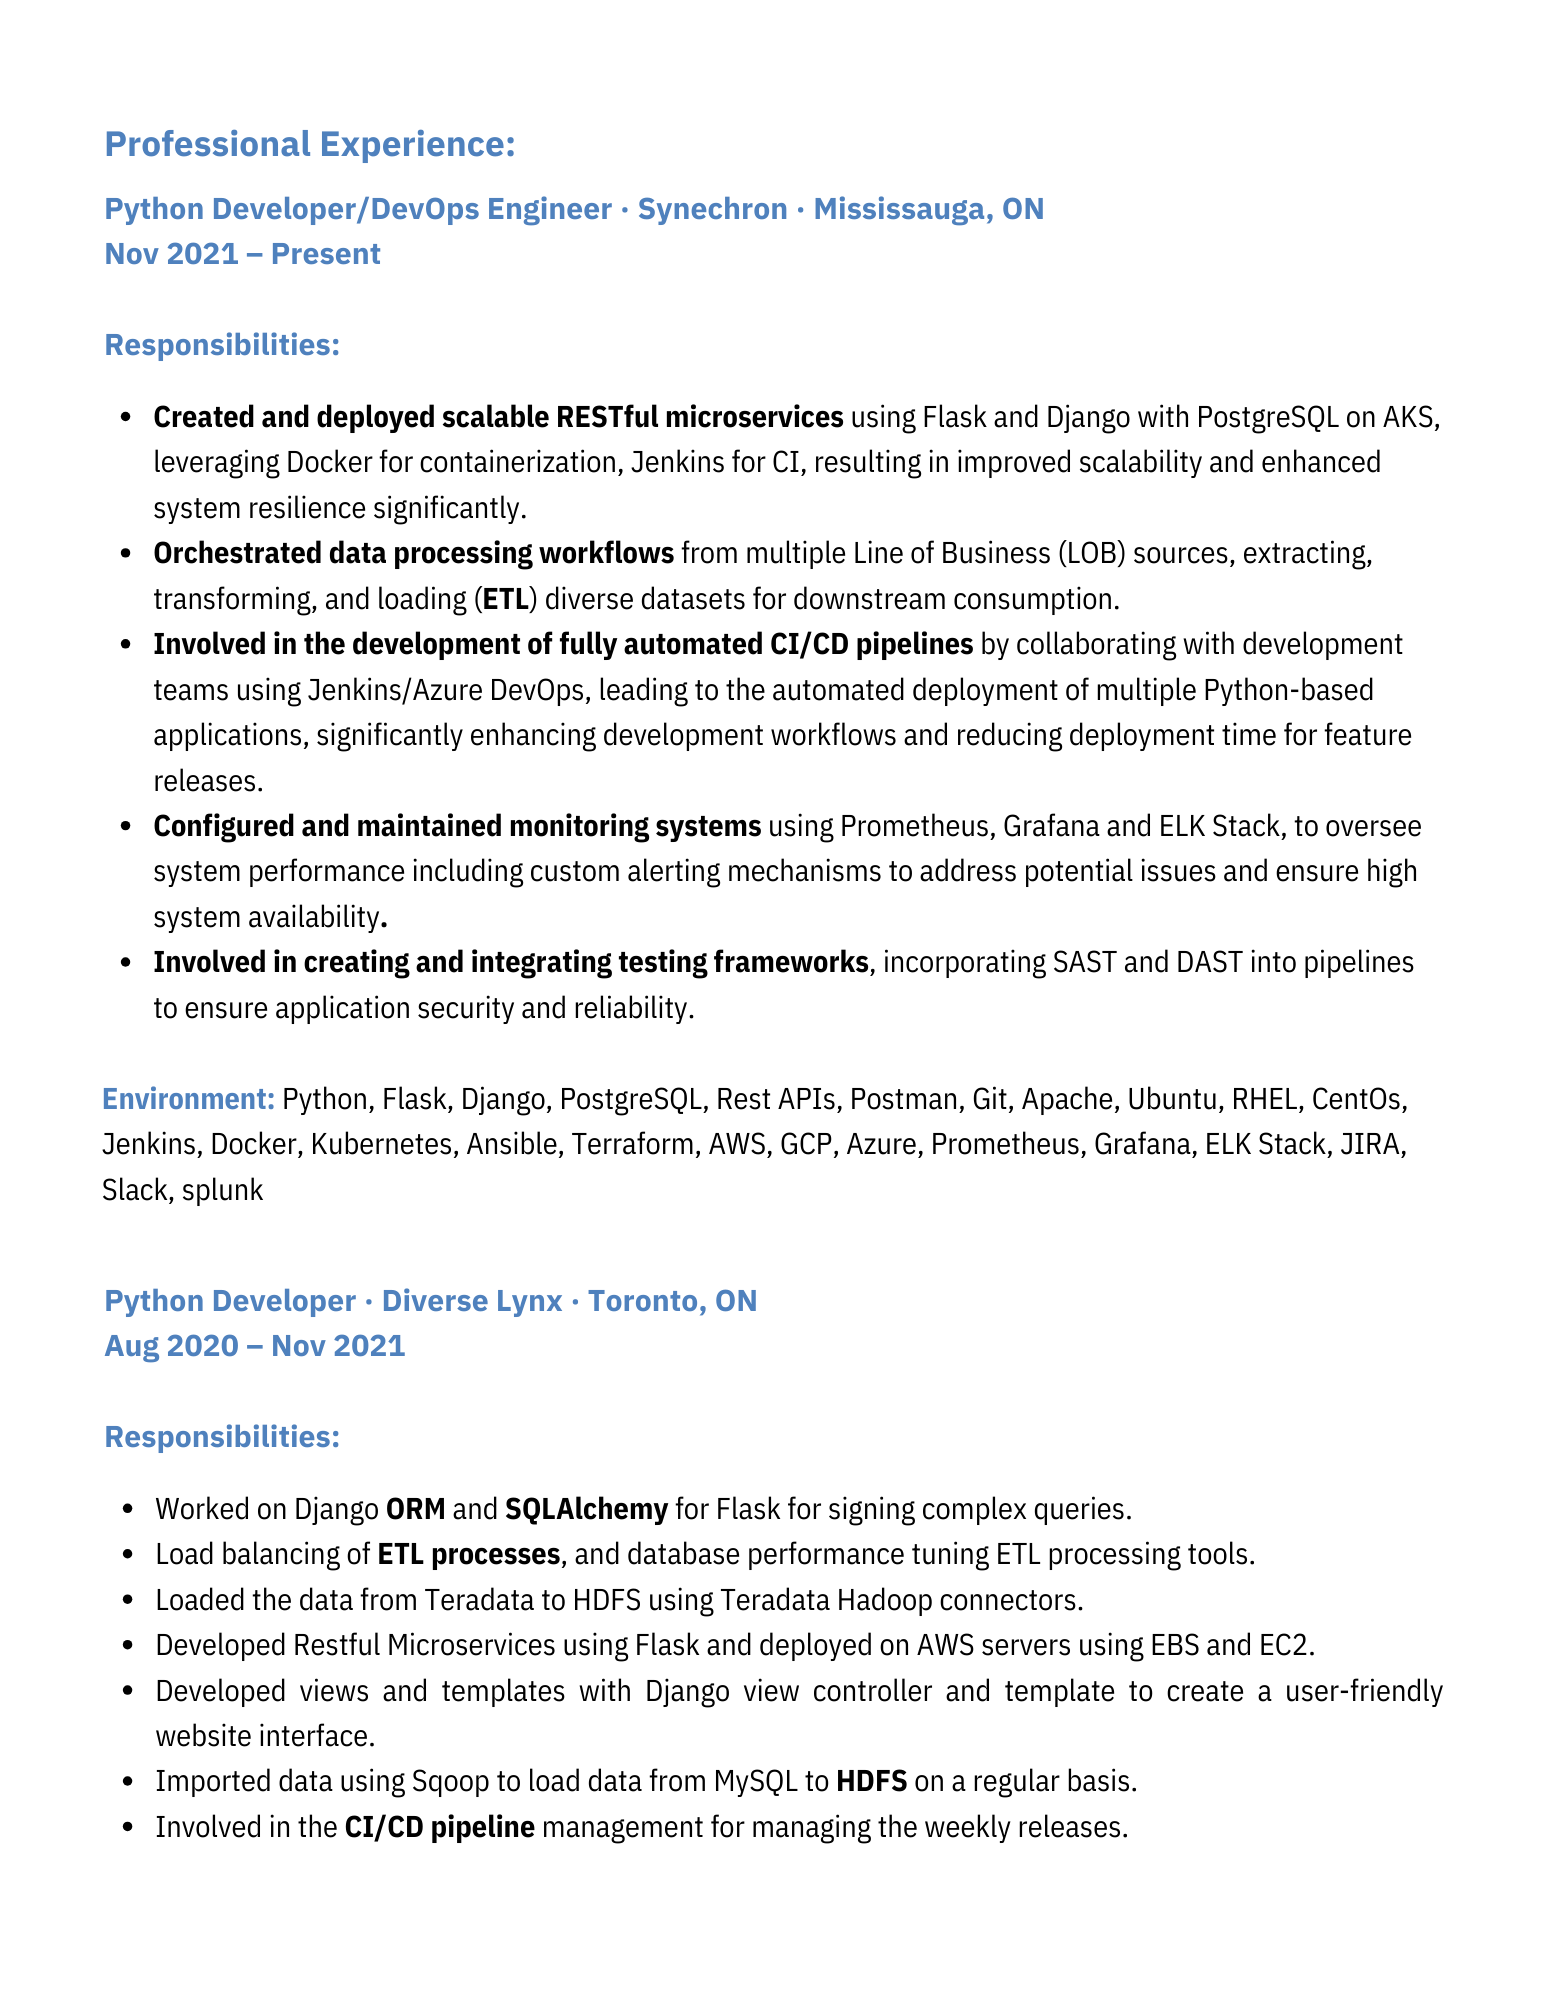 Professional Experience:
Python Developer/DevOps Engineer · Synechron · Mississauga, ON
Nov 2021 – Present
Responsibilities:
• Created and deployed scalable RESTful microservices using Flask and Django with PostgreSQL on AKS,
leveraging Docker for containerization, Jenkins for CI, resulting in improved scalability and enhanced
system resilience significantly.
• Orchestrated data processing workflows from multiple Line of Business (LOB) sources, extracting,
transforming, and loading (ETL) diverse datasets for downstream consumption.
• Involved in the development of fully automated CI/CD pipelines by collaborating with development
teams using Jenkins/Azure DevOps, leading to the automated deployment of multiple Python-based
applications, significantly enhancing development workflows and reducing deployment time for feature
releases.
• Configured and maintained monitoring systems using Prometheus, Grafana and ELK Stack, to oversee
system performance including custom alerting mechanisms to address potential issues and ensure high
system availability.
• Involved in creating and integrating testing frameworks, incorporating SAST and DAST into pipelines
to ensure application security and reliability.
Environment: Python, Flask, Django, PostgreSQL, Rest APIs, Postman, Git, Apache, Ubuntu, RHEL, CentOs,
Jenkins, Docker, Kubernetes, Ansible, Terraform, AWS, GCP, Azure, Prometheus, Grafana, ELK Stack, JIRA,
Slack, splunk
Python Developer · Diverse Lynx · Toronto, ON
Aug 2020 – Nov 2021
Responsibilities:
• Worked on Django ORM and SQLAlchemy for Flask for signing complex queries.
• Load balancing of ETL processes, and database performance tuning ETL processing tools.
• Loaded the data from Teradata to HDFS using Teradata Hadoop connectors.
• Developed Restful Microservices using Flask and deployed on AWS servers using EBS and EC2.
• Developed views and templates with Django view controller and template to create a user-friendly
website interface.
• Imported data using Sqoop to load data from MySQL to HDFS on a regular basis.
• Involved in the CI/CD pipeline management for managing the weekly releases.